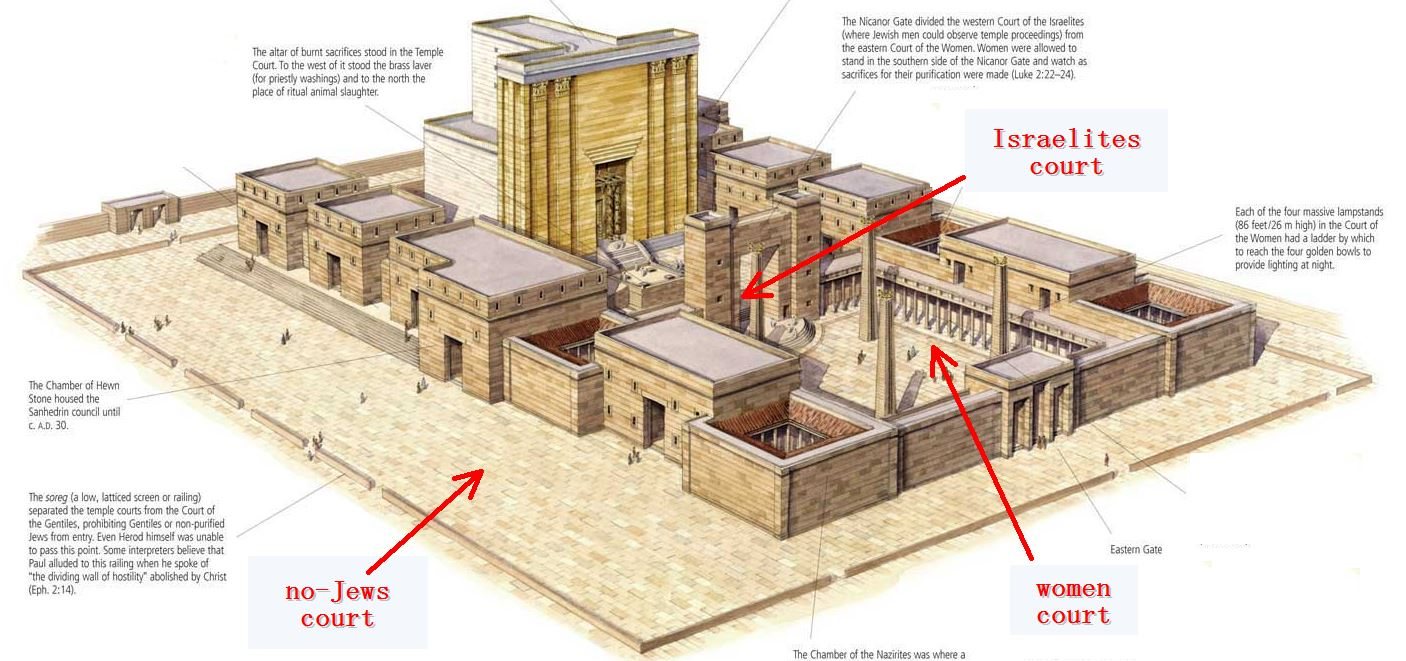 The Nicanor Gate divided the western Court of the Israelites
(where Jewish men could observe temple proceedings) from
the eastern Court of the Women. Women were allowed to
stand in the southern side of the Nicanor Gate and watch as
sacrifices for their purification were made (Luke 2:22–24).
The altar of burnt sacrifices stood in the Temple
Court. To the west of it stood the brass laver
(for priestly washings) and to the north the
place of ritual animal slaughter.
Israelites
court
Each of the four massive lampstands
(86 feet/26 m high) in the Court of
the Women had a ladder by which
to reach the four golden bowls to
provide lighting at night.
The Chamber of Hewn
Stone housed the
Sanhedrin council until
c. A.D. 30.
The soreg (a low, latticed screen or railing)
separated the temple courts from the Court of
the Gentiles, prohibiting Gentiles or non-purified
Jews from entry. Even Herod himself was unable
to pass this point. Some interpreters believe that
Paul alluded to this railing when he spoke of
"the dividing wall of hostility" abolished by Christ
(Eph. 2:14).
Eastern Gate
no-Jews
court
women
court
The Chamber of the Nazirites was where a